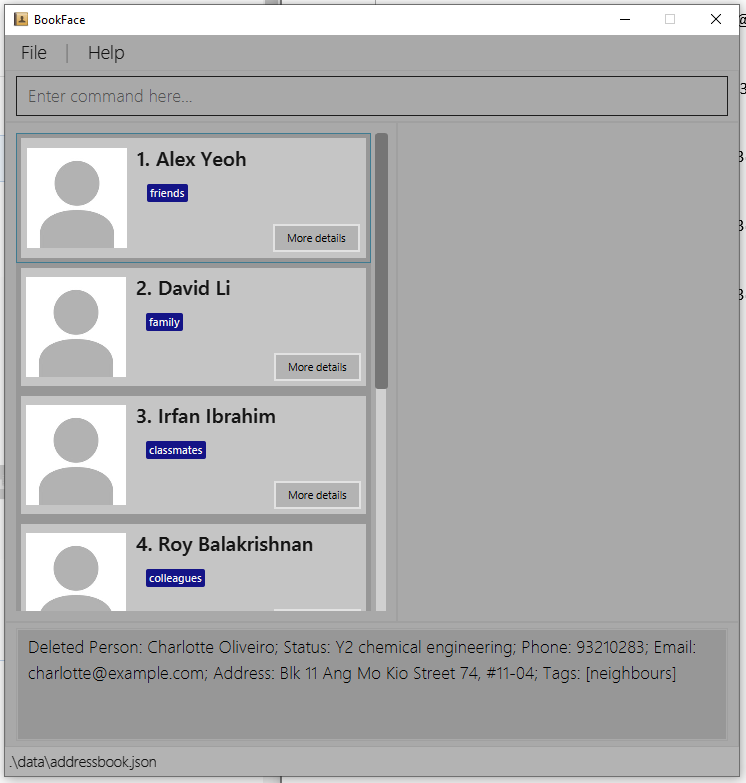 BookFace
File | Help
Enter command here...
1. Alex Yeoh
friends
More details
2. David Li
family
More details
3. Irfan Ibrahim
classmates
More details
4. Roy Balakrishnan
colleagues
Deleted Person: Charlotte Oliveiro; Status: Y2 chemical engineering; Phone: 93210283; Email:
charlotte@example.com; Address: Blk 11 Ang Mo Kio Street 74, #11-04; Tags: [neighbours]
.\data\addressbook.json